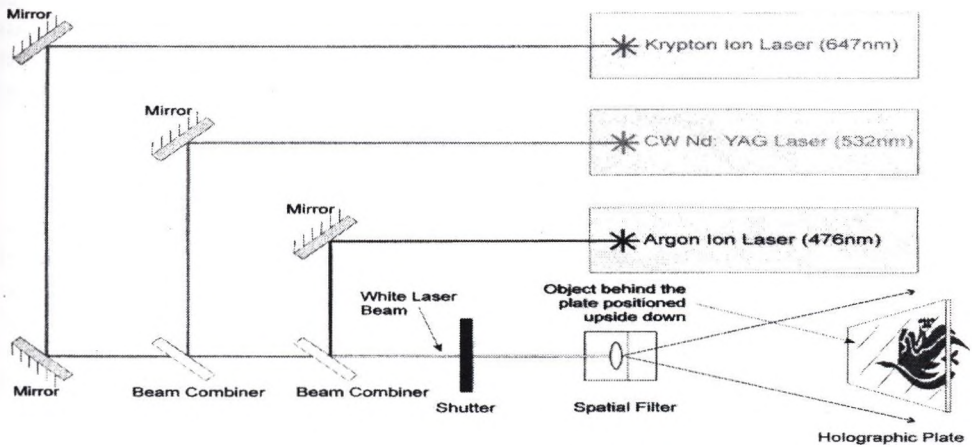 Mirror
Krypton Ion Laser (647nm)
Mirror
CW Nd: YAG Laser (532nm)
Mirror
Argon Ion Laser (476nm)
White Laser
Beam
Object behind the
plate positioned
upside down
Mirror
Beam Combiner
Beam Combiner
Shutter
Spatial Filter
Holographic Plate